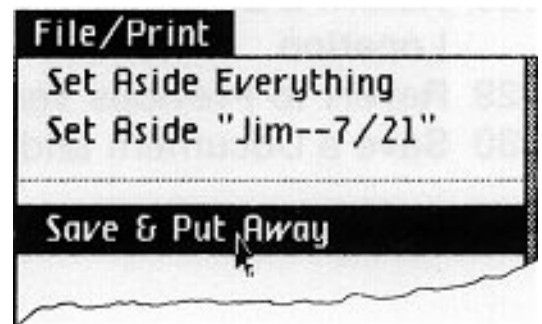 File/Print
Set Aside Everything
Set Aside "Jim--7/21"
Save & Put Away